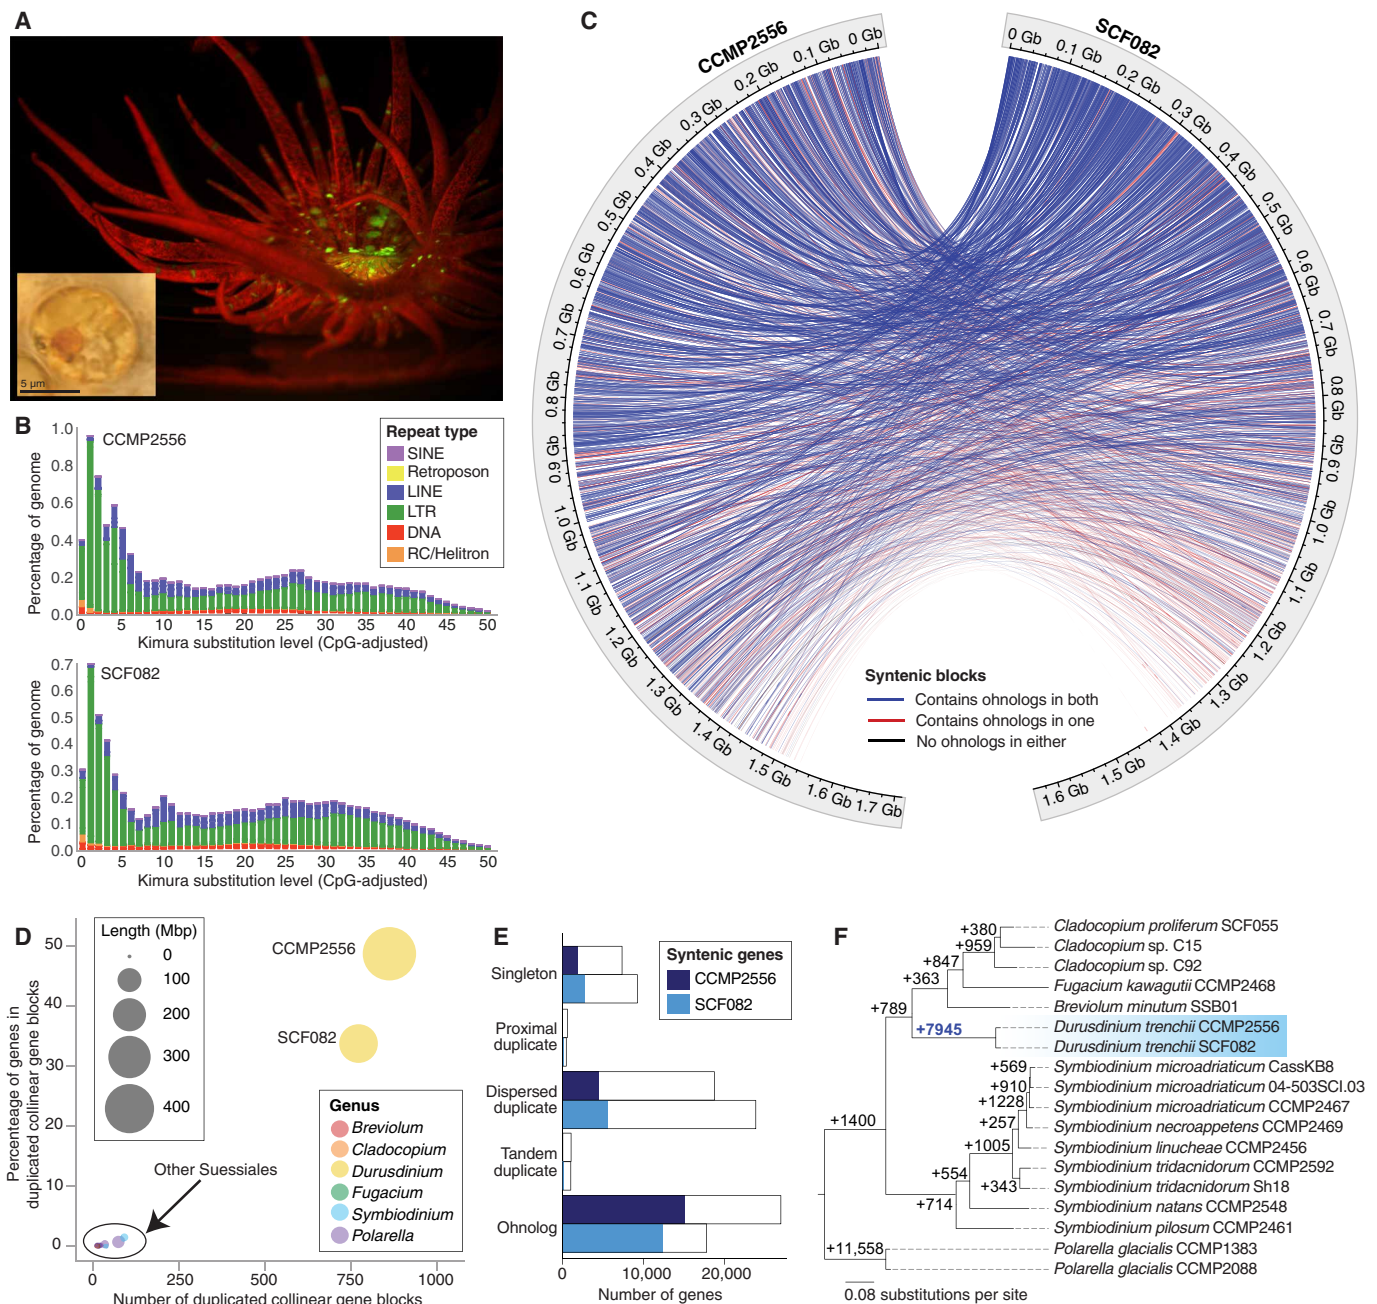 A
5 µm
B
1.0
0.8
0.6
0.4
0.2
0.0
Percentage of genome
CCMP2556
0 5 10 15 20 25 30 35 40 45 50
Kimura substitution level (CpG-adjusted)
Repeat type
SINE
Retroposon
LINE
LTR
DNA
RC/Helitron
0.7
0.6
0.5
0.4
0.3
0.2
0.1
0.0
Percentage of genome
SCF082
0 5 10 15 20 25 30 35 40 45 50
Kimura substitution level (CpG-adjusted)
C
CCMP2556
0 Gb
0.1 Gb
0.2 Gb
0.3 Gb
0.4 Gb
0.5 Gb
0.6 Gb
0.7 Gb
0.8 Gb
0.9 Gb
1.0 Gb
1.1 Gb
1.2 Gb
1.3 Gb
1.4 Gb
1.5 Gb
1.6 Gb
1.7 Gb
SCF082
0 Gb
0.1 Gb
0.2 Gb
0.3 Gb
0.4 Gb
0.5 Gb
0.6 Gb
0.7 Gb
0.8 Gb
0.9 Gb
1.0 Gb
1.1 Gb
1.2 Gb
1.3 Gb
1.4 Gb
1.5 Gb
1.6 Gb
Syntenic blocks
Contains ohnologs in both
Contains ohnologs in one
No ohnologs in either
D
Percenteage of genes in
duplicated collinear gene blocks
50
40
30
20
10
0
Length (Mbp)
0
100
200
300
400
CCMP2556
SCF082
Other Suessiales
Genus
Breviolum
Cladocopium
Durusdinium
Fugacium
Symbiodinium
Polarella
0 250 500 750 1000
Number of duplicated collinear gene blocks
E
Singleton
Proximal
duplicate
Dispersed
duplicate
Tandem
duplicate
Ohnolog
Syntenic genes
CCMP2556
SCF082
0 10,000 20,000
Number of genes
F
+380
+959
+847
+363
+789
+7945
+569
+910
+1228
+257
+1005
+554
+343
+714
+1400
+11,558
Cladocopium proliferum SCF055
Cladocopium sp. C15
Cladocopium sp. C92
Fugacium kawagutii CCMP2468
Breviolum minutum SSB01
Durusdinium trenchii CCMP2556
Durusdinium trenchii SCF082
Symbiodinium microadriaticum CassKB8
Symbiodinium microadriaticum 04-503SCI.03
Symbiodinium microadriaticum CCMP2467
Symbiodinium necroappetens CCMP2469
Symbiodinium linucheae CCMP2456
Symbiodinium tridacnidorum CCMP2592
Symbiodinium tridacnidorum Sh18
Symbiodinium natans CCMP2548
Symbiodinium pilosum CCMP2461
Polarella glacialis CCMP1383
Polarella glacialis CCMP2088
0.08 substitutions per site